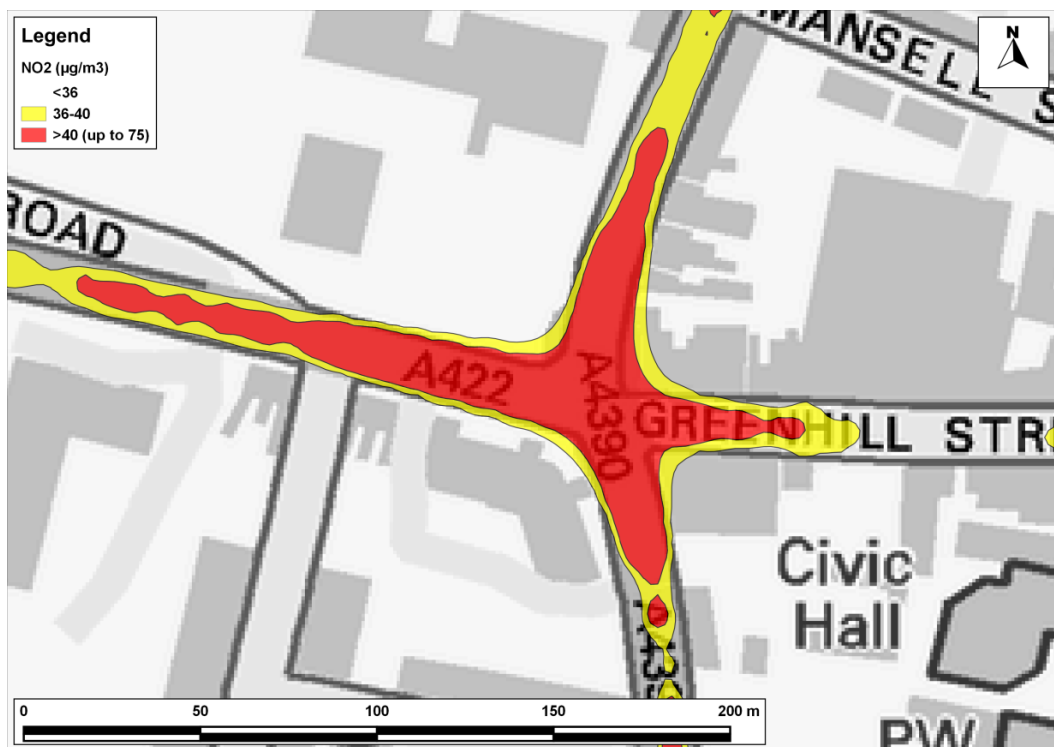 Legend
NO2 (µg/m3)
<36
36-40
>40 (up to 75)
MANSELL S
N
ROAD
A422
A4390
GREENHILL STR
Civic
Hall
A439
PW
0 50 100 150 200 m